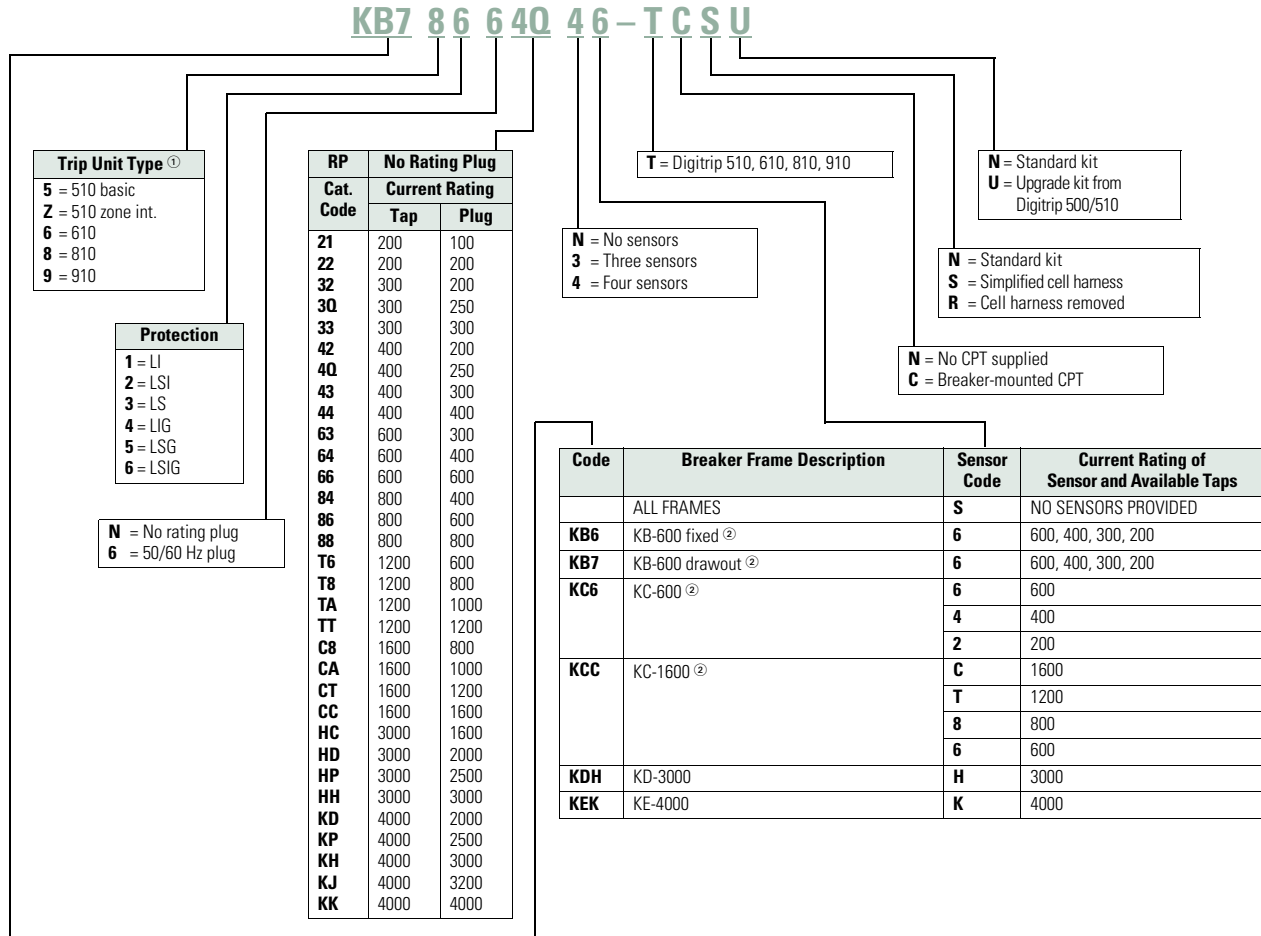 KB7 8 6 6 4Q 4 6 – T C S U
Trip Unit Type ①
5 = 510 basic
Z = 510 zone int.
6 = 610
8 = 810
9 = 910
Protection
1 = LI
2 = LSI
3 = LS
4 = LIG
5 = LSG
6 = LSIG
N = No rating plug
6 = 50/60 Hz plug
RP No Rating Plug
Cat. Code Current Rating
Tap Plug
21 200 100
22 200 200
32 300 200
3Q 300 250
33 300 300
42 400 200
4Q 400 250
43 400 300
44 400 400
63 600 300
64 600 400
66 600 600
84 800 400
86 800 600
88 800 800
T6 1200 600
T8 1200 800
TA 1200 1000
TT 1200 1200
C8 1600 800
CA 1600 1000
CT 1600 1200
CC 1600 1600
HC 3000 1600
HD 3000 2000
HP 3000 2500
HH 3000 3000
KD 4000 2000
KP 4000 2500
KH 4000 3000
KJ 4000 3200
KK 4000 4000
T = Digitrip 510, 610, 810, 910
N = No sensors
3 = Three sensors
4 = Four sensors
N = Standard kit
U = Upgrade kit from
Digitrip 500/510
N = Standard kit
S = Simplified cell harness
R = Cell harness removed
N = No CPT supplied
C = Breaker-mounted CPT
Code Breaker Frame Description Sensor Code Current Rating of Sensor and Available Taps
ALL FRAMES S NO SENSORS PROVIDED
KB6 KB-600 fixed ② 6 600, 400, 300, 200
KB7 KB-600 drawout ② 6 600, 400, 300, 200
KC6 KC-600 ② 6 600
4 400
2 200
KCC KC-1600 ② C 1600
T 1200
8 800
6 600
KDH KD-3000 H 3000
KEK KE-4000 K 4000